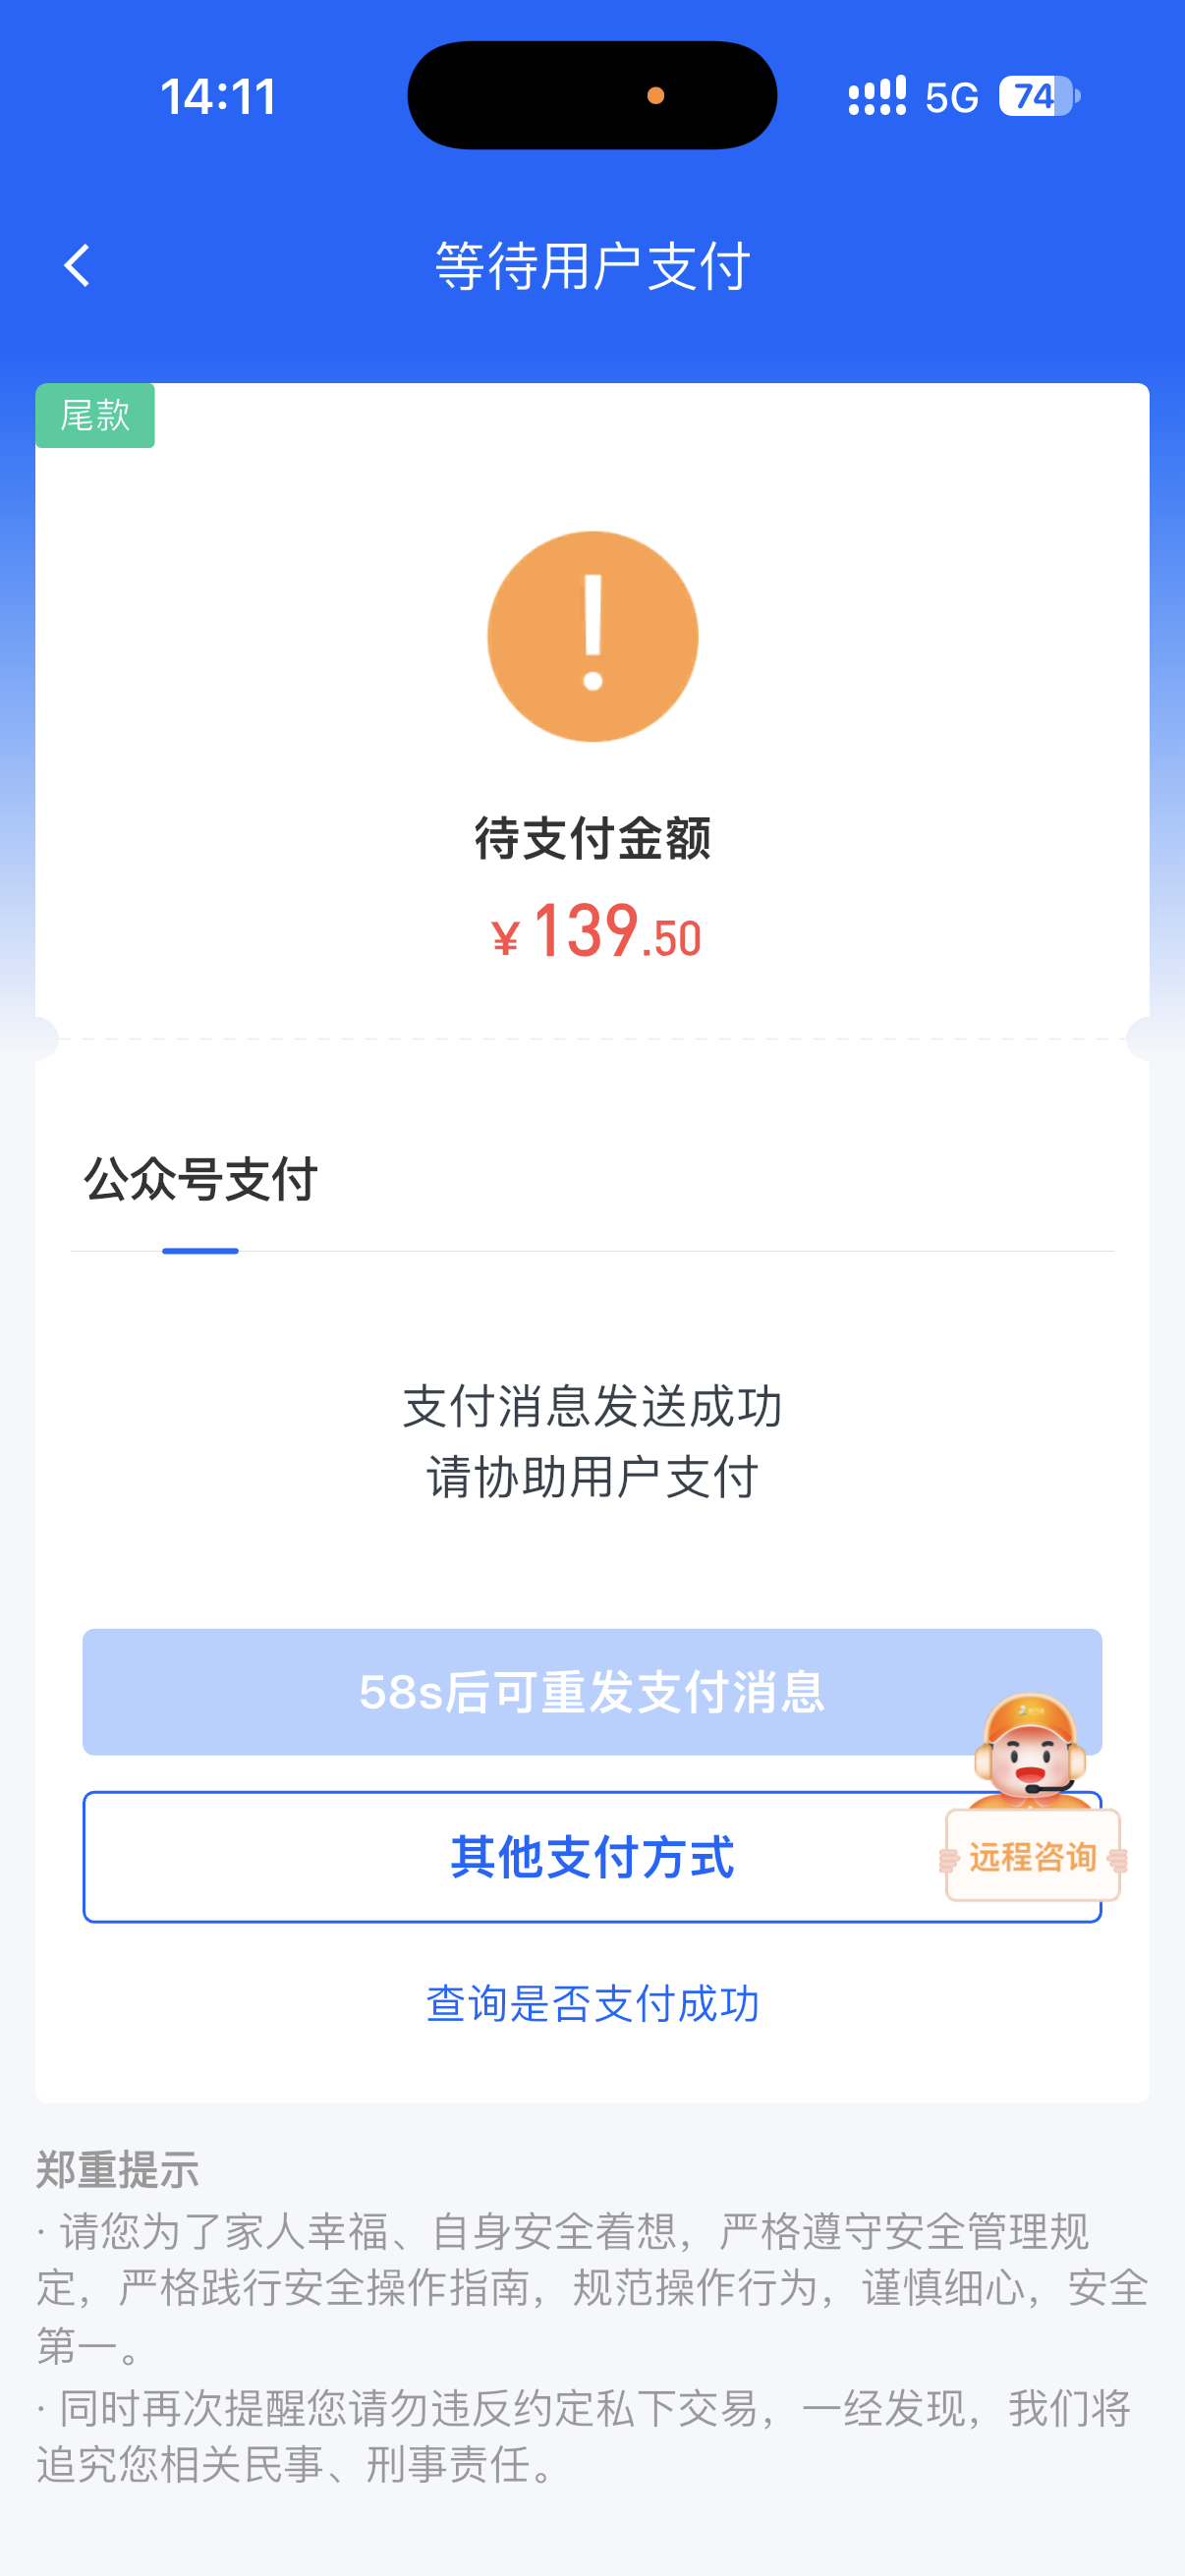 14:11
5G
74
等待用户支付
尾款
待支付金额
¥139.50
公众号支付
支付消息发送成功
请协助用户支付
58s后可重发支付消息
其他支付方式
远程咨询
查询是否支付成功
郑重提示
· 请您为了家人幸福、自身安全着想，严格遵守安全管理规
定，严格践行安全操作指南，规范操作行为，谨慎细心，安全
第一。
· 同时再次提醒您请勿违反约定私下交易，一经发现，我们将
追究您相关民事、刑事责任。